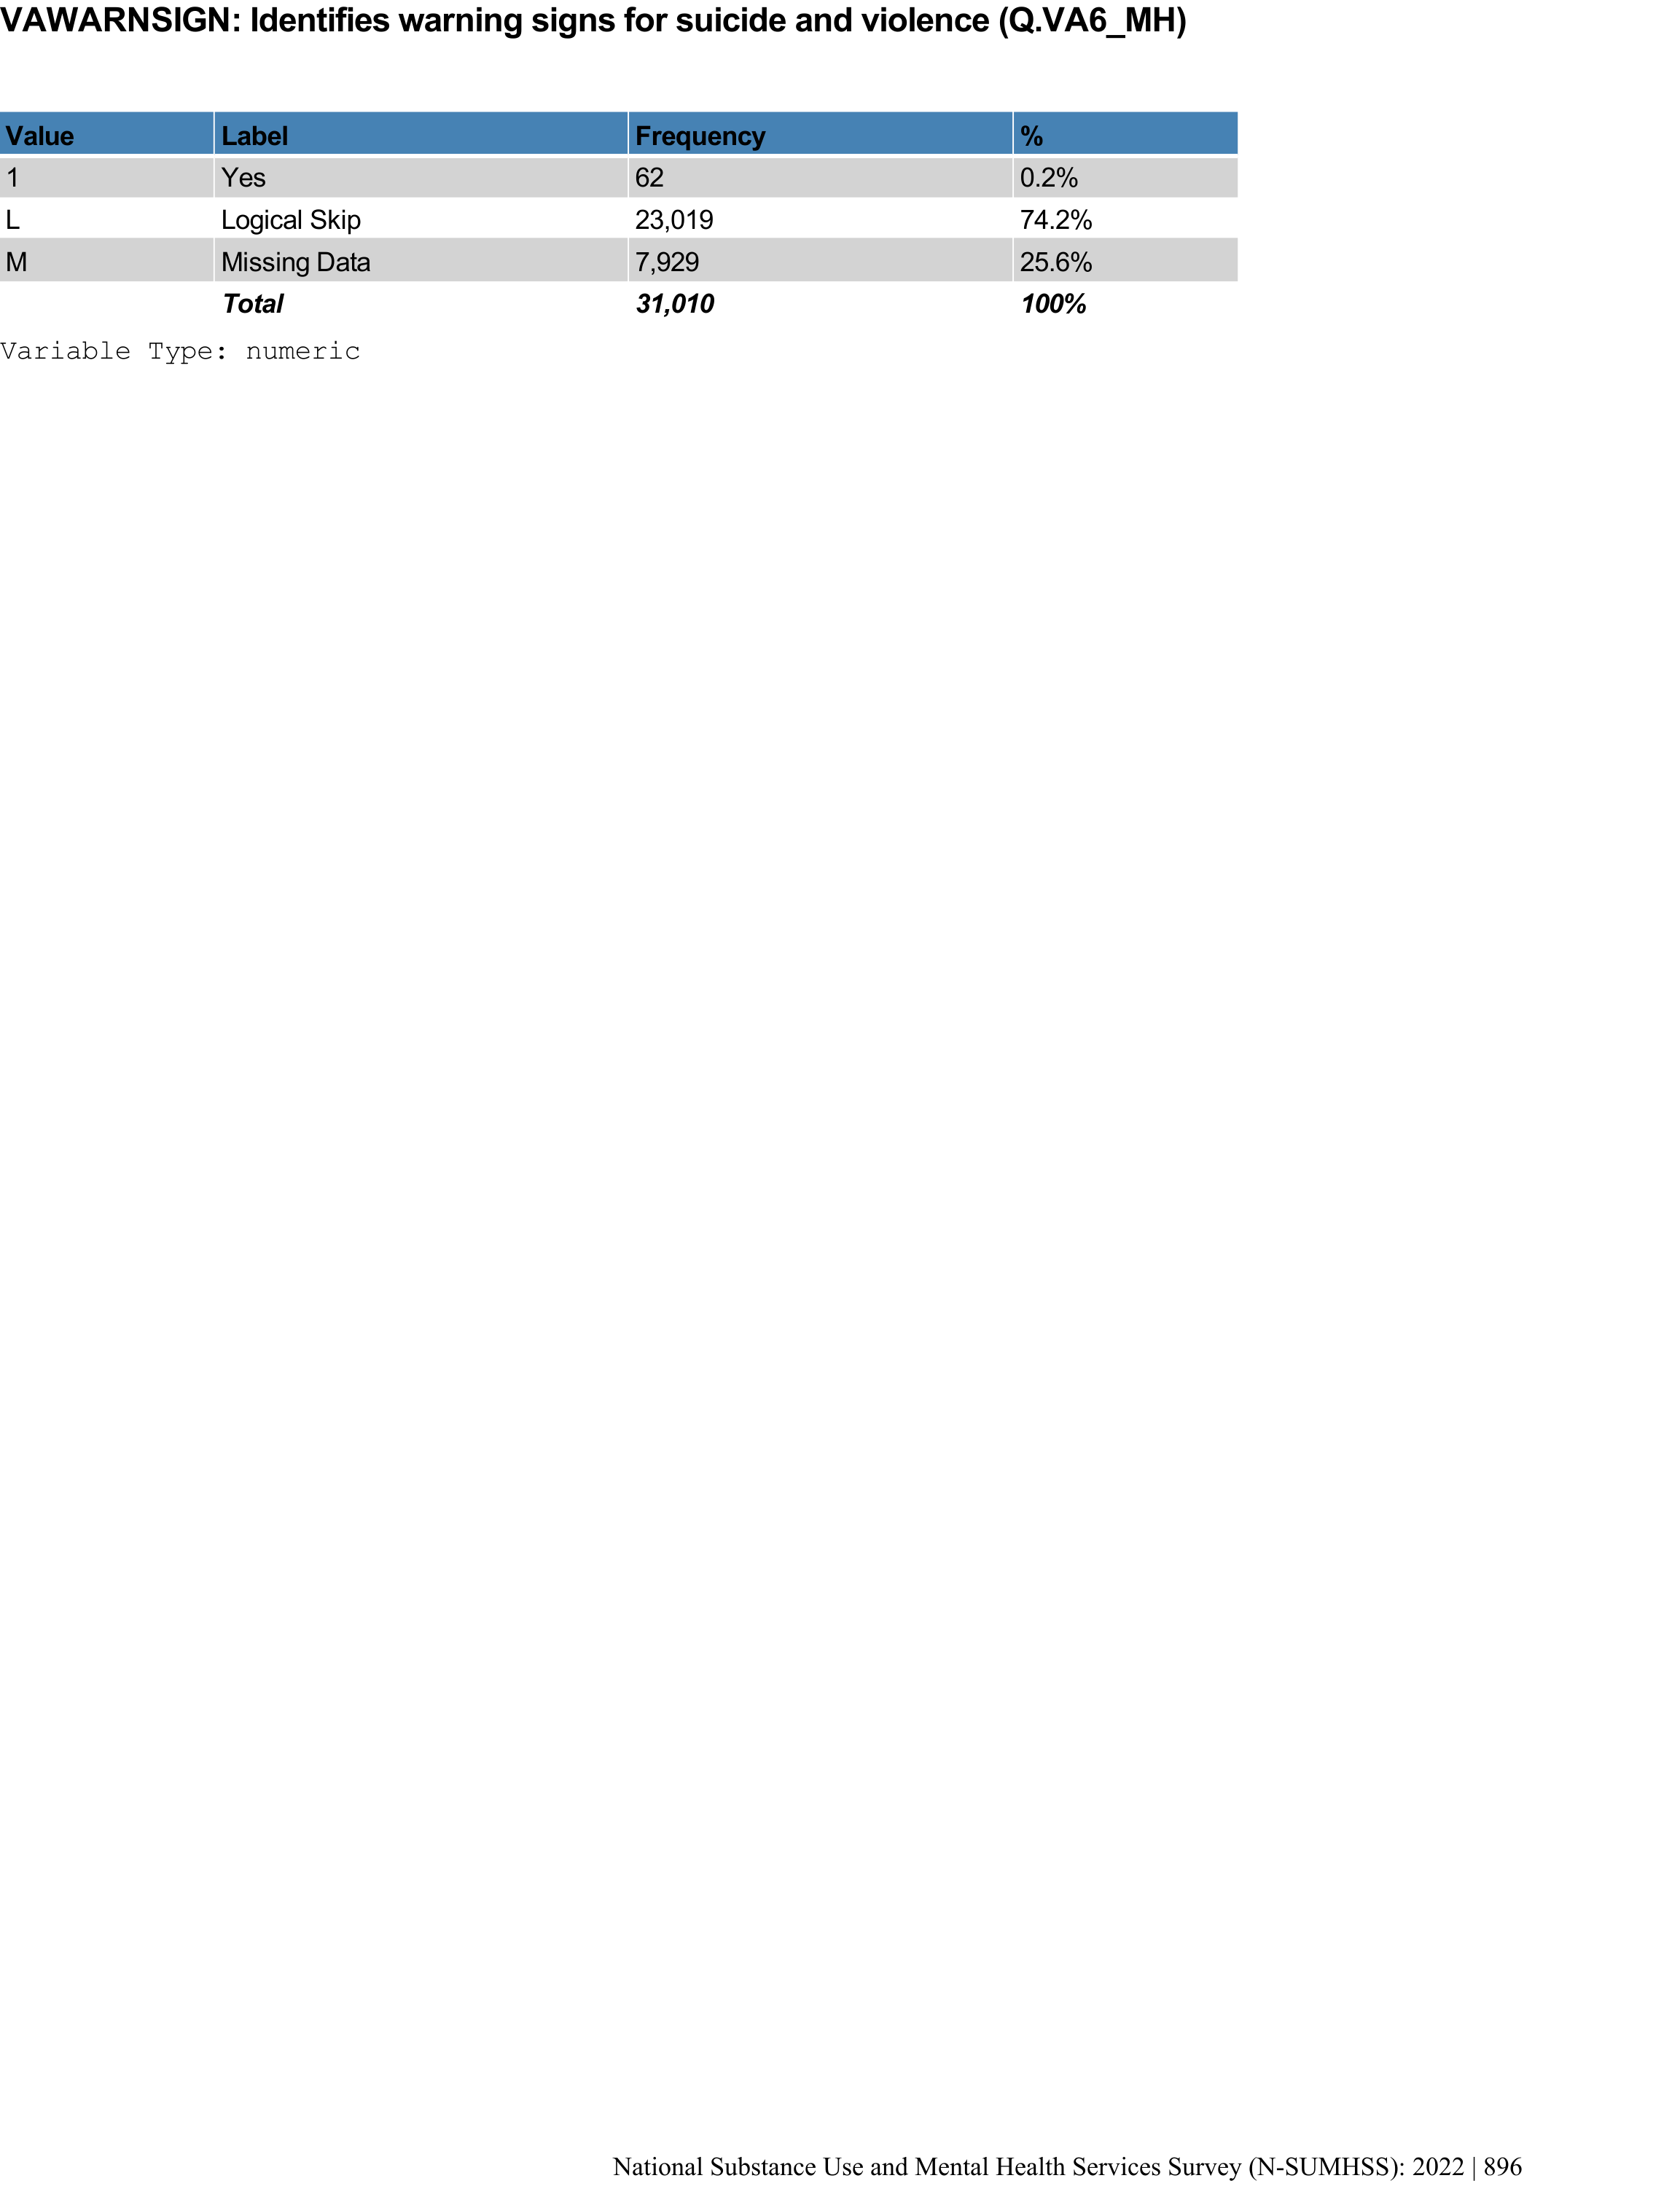 VAWARNSIGN: Identifies warning signs for suicide and violence (Q.VA6_MH)
Value Label Frequency %
1 Yes 62 0.2%
L Logical Skip 23,019 74.2%
M Missing Data 7,929 25.6%
Total 31,010 100%
Variable Type: numeric
National Substance Use and Mental Health Services Survey (N-SUMHSS): 2022 | 896